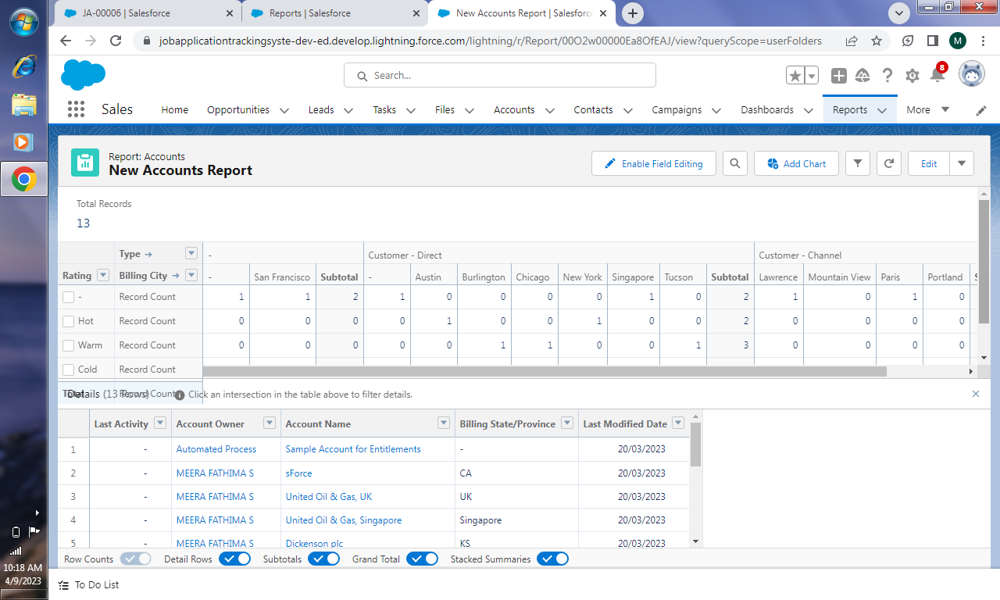 JA-00006 | Salesforce
Reports | Salesforce
New Accounts Report | Salesforce
jobapplicationtrackingsyste-dev-ed.develop.lightning.force.com/lightning/r/Report/00O2w00000Ea8OfEAJ/view?queryScope=userFolders
M
Search...
8
Sales Home Opportunities Leads Tasks Files Accounts Contacts Campaigns Dashboards Reports More
Report: Accounts
New Accounts Report
Enable Field Editing Add Chart Edit
Total Records
13
Type → - Customer - Direct Customer - Channel
Rating Billing City → - San Francisco Subtotal - Austin Burlington Chicago New York Singapore Tucson Subtotal Lawrence Mountain View Paris Portland S
- Record Count 1 1 2 1 0 0 0 0 1 0 2 1 0 1 0
Hot Record Count 0 0 0 0 1 0 0 1 0 0 2 0 0 0 0
Warm Record Count 0 0 0 0 0 1 1 0 0 1 3 0 0 0 0
Cold Record Count
Total Record Count
Details (13 Rows) Click an intersection in the table above to filter details.
Last Activity Account Owner Account Name Billing State/Province Last Modified Date
1 - Automated Process Sample Account for Entitlements - 20/03/2023
2 - MEERA FATHIMA S sForce CA 20/03/2023
3 - MEERA FATHIMA S United Oil & Gas, UK UK 20/03/2023
4 - MEERA FATHIMA S United Oil & Gas, Singapore Singapore 20/03/2023
5 - MEERA FATHIMA S Dickenson plc KS 20/03/2023
Row Counts Detail Rows Subtotals Grand Total Stacked Summaries
To Do List
10:18 AM
4/9/2023